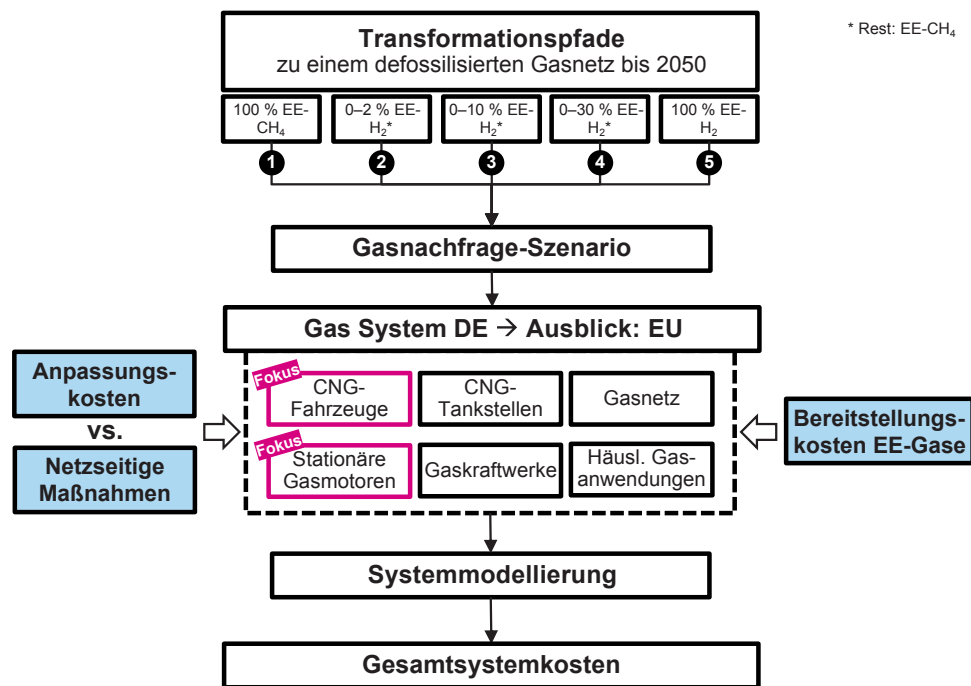 Transformationspfade
zu einem defossilisierten Gasnetz bis 2050
* Rest: EE-CH₄
100 % EE-
CH₄
0–2 % EE-
H₂*
0–10 % EE-
H₂*
0–30 % EE-
H₂*
100 % EE-
H₂
1
2
3
4
5
Gasnachfrage-Szenario
Gas System DE → Ausblick: EU
Anpassungs-
kosten
vs.
Netzseitige
Maßnahmen
Fokus
CNG-
Fahrzeuge
CNG-
Tankstellen
Gasnetz
Fokus
Stationäre
Gasmotoren
Gaskraftwerke
Häusl. Gas-
anwendungen
Bereitstellungs-
kosten EE-Gase
Systemmodellierung
Gesamtsystemkosten